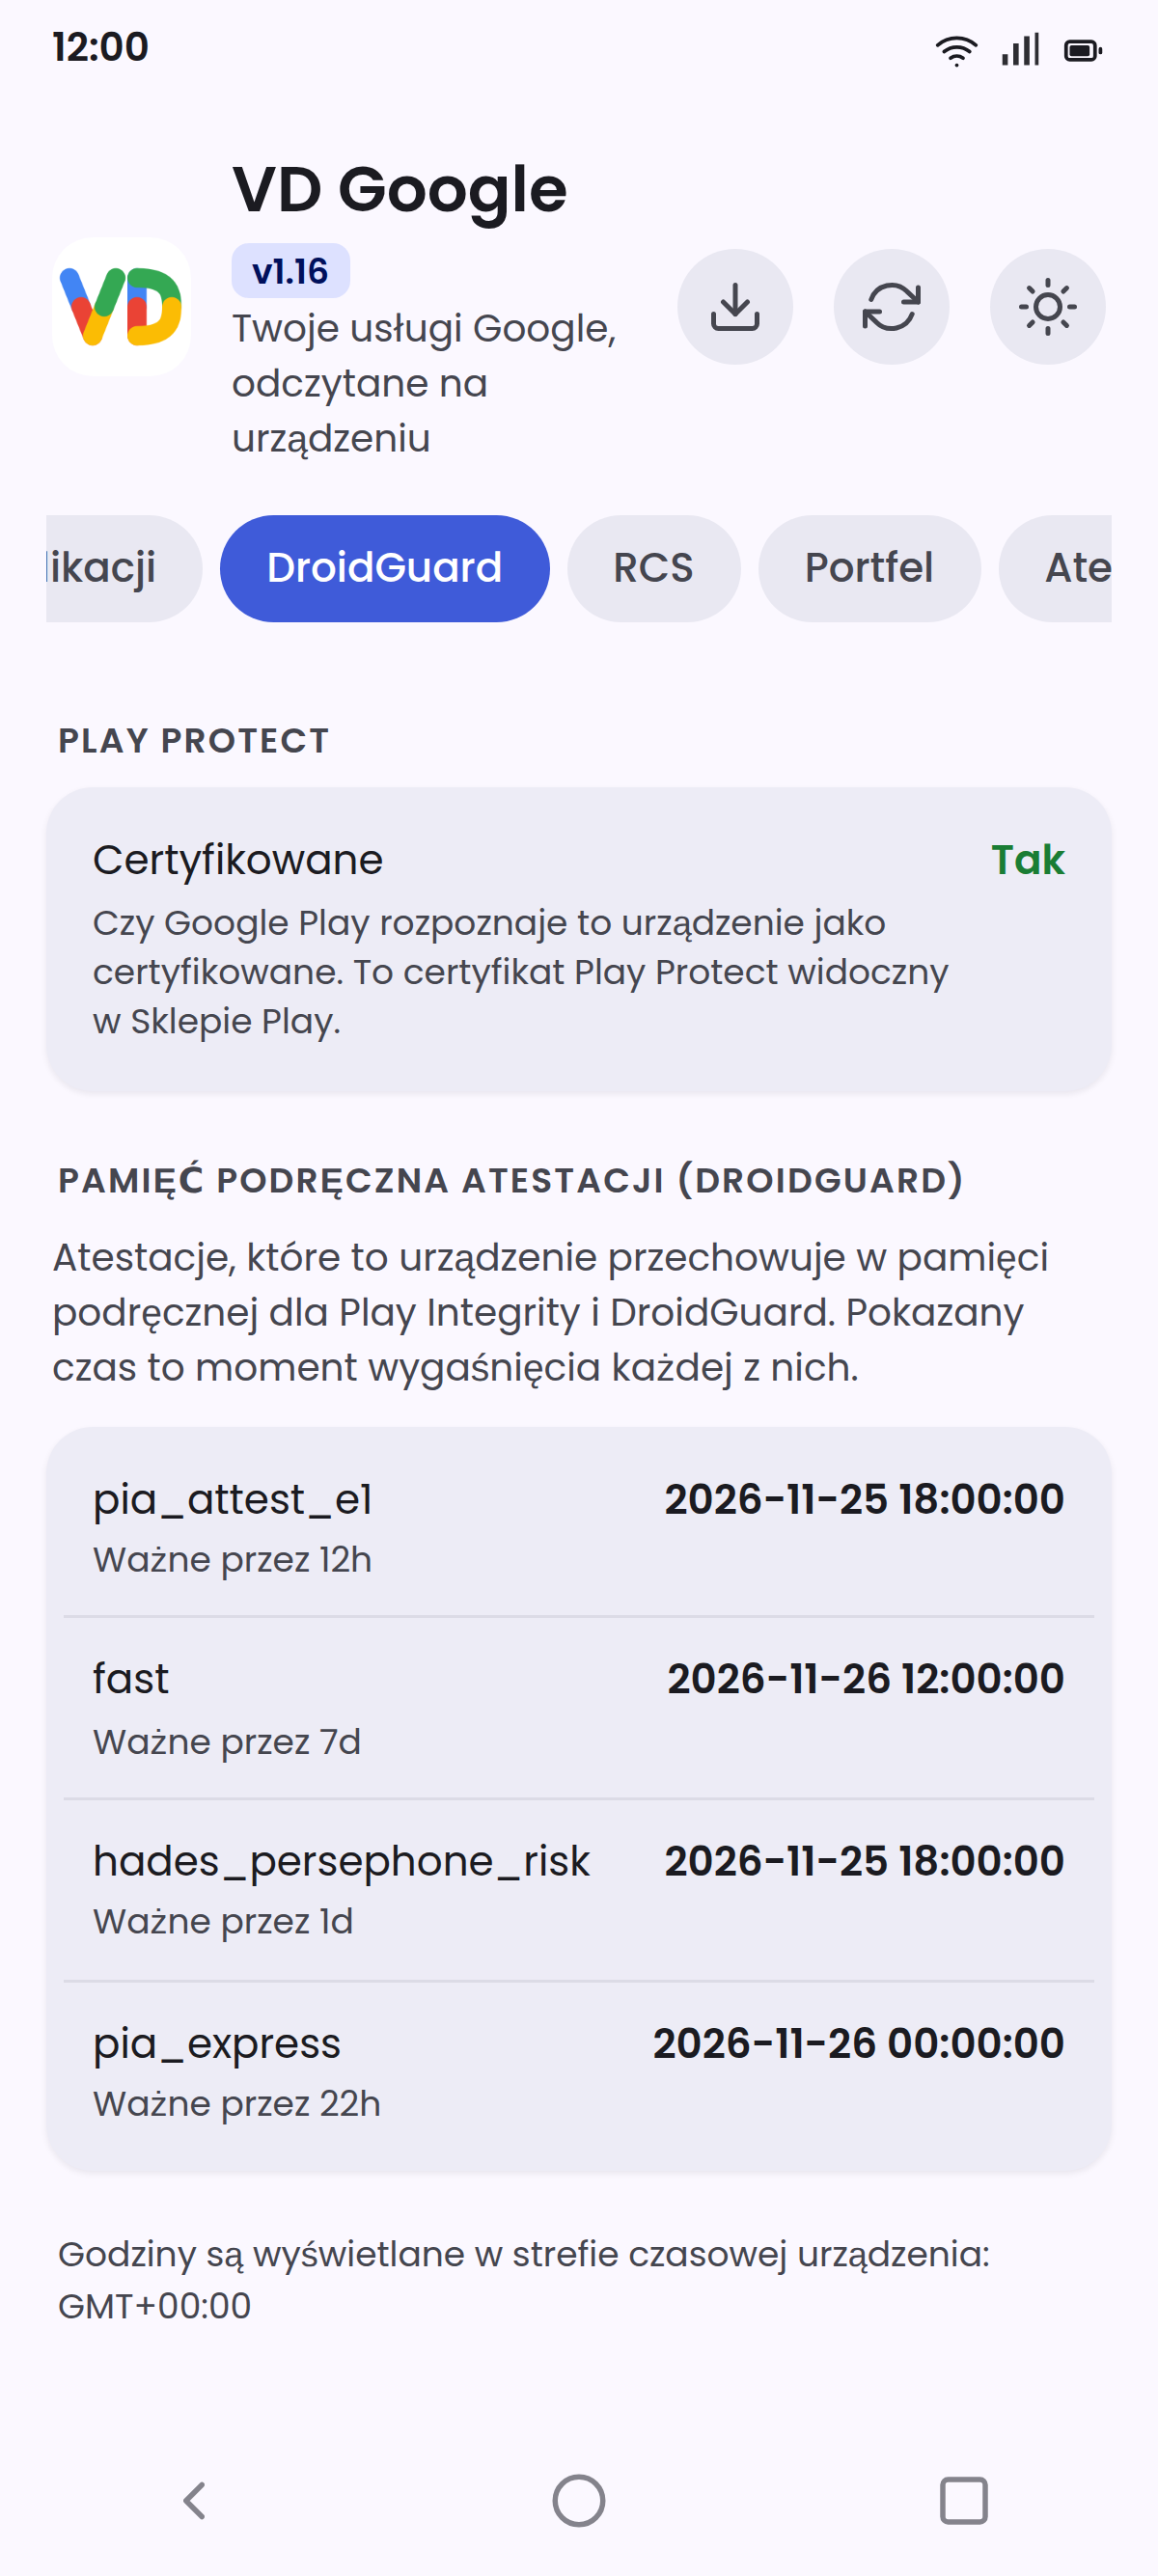 12:00
VD Google
VD
v1.16
Twoje usługi Google,
odczytane na
urządzeniu
likacji
DroidGuard
RCS
Portfel
Ate
PLAY PROTECT
Certyfikowane
Tak
Czy Google Play rozpoznaje to urządzenie jako
certyfikowane. To certyfikat Play Protect widoczny
w Sklepie Play.
PAMIĘĆ PODRĘCZNA ATESTACJI (DROIDGUARD)
Atestacje, które to urządzenie przechowuje w pamięci
podręcznej dla Play Integrity i DroidGuard. Pokazany
czas to moment wygaśnięcia każdej z nich.
pia_attest_e1
2026-11-25 18:00:00
Ważne przez 12h
fast
2026-11-26 12:00:00
Ważne przez 7d
hades_persephone_risk
2026-11-25 18:00:00
Ważne przez 1d
pia_express
2026-11-26 00:00:00
Ważne przez 22h
Godziny są wyświetlane w strefie czasowej urządzenia:
GMT+00:00